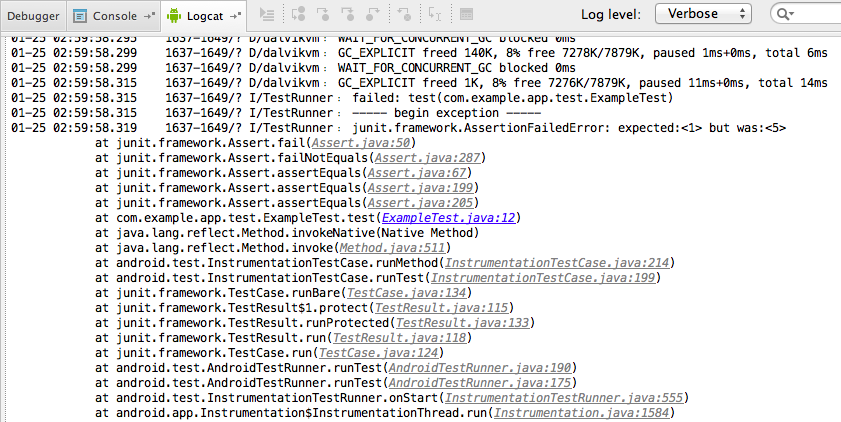 Debugger Console Logcat Log level: Verbose
01-25 02:59:58.295 1637-1649/? D/dalvikvm: WAIT_FOR_CONCURRENT_GC blocked 0ms
01-25 02:59:58.299 1637-1649/? D/dalvikvm: GC_EXPLICIT freed 140K, 8% free 7278K/7879K, paused 1ms+0ms, total 6ms
01-25 02:59:58.299 1637-1649/? D/dalvikvm: WAIT_FOR_CONCURRENT_GC blocked 0ms
01-25 02:59:58.315 1637-1649/? D/dalvikvm: GC_EXPLICIT freed 1K, 8% free 7276K/7879K, paused 11ms+0ms, total 14ms
01-25 02:59:58.315 1637-1649/? I/TestRunner: failed: test(com.example.app.test.ExampleTest)
01-25 02:59:58.315 1637-1649/? I/TestRunner: ----- begin exception -----
01-25 02:59:58.319 1637-1649/? I/TestRunner: junit.framework.AssertionFailedError: expected:<1> but was:<5>
at junit.framework.Assert.fail(Assert.java:50)
at junit.framework.Assert.failNotEquals(Assert.java:287)
at junit.framework.Assert.assertEquals(Assert.java:67)
at junit.framework.Assert.assertEquals(Assert.java:199)
at junit.framework.Assert.assertEquals(Assert.java:205)
at com.example.app.test.ExampleTest.test(ExampleTest.java:12)
at java.lang.reflect.Method.invokeNative(Native Method)
at java.lang.reflect.Method.invoke(Method.java:511)
at android.test.InstrumentationTestCase.runMethod(InstrumentationTestCase.java:214)
at android.test.InstrumentationTestCase.runTest(InstrumentationTestCase.java:199)
at junit.framework.TestCase.runBare(TestCase.java:134)
at junit.framework.TestResult$1.protect(TestResult.java:115)
at junit.framework.TestResult.runProtected(TestResult.java:133)
at junit.framework.TestResult.run(TestResult.java:118)
at junit.framework.TestCase.run(TestCase.java:124)
at android.test.AndroidTestRunner.runTest(AndroidTestRunner.java:190)
at android.test.AndroidTestRunner.runTest(AndroidTestRunner.java:175)
at android.test.InstrumentationTestRunner.onStart(InstrumentationTestRunner.java:555)
at android.app.Instrumentation$InstrumentationThread.run(Instrumentation.java:1584)